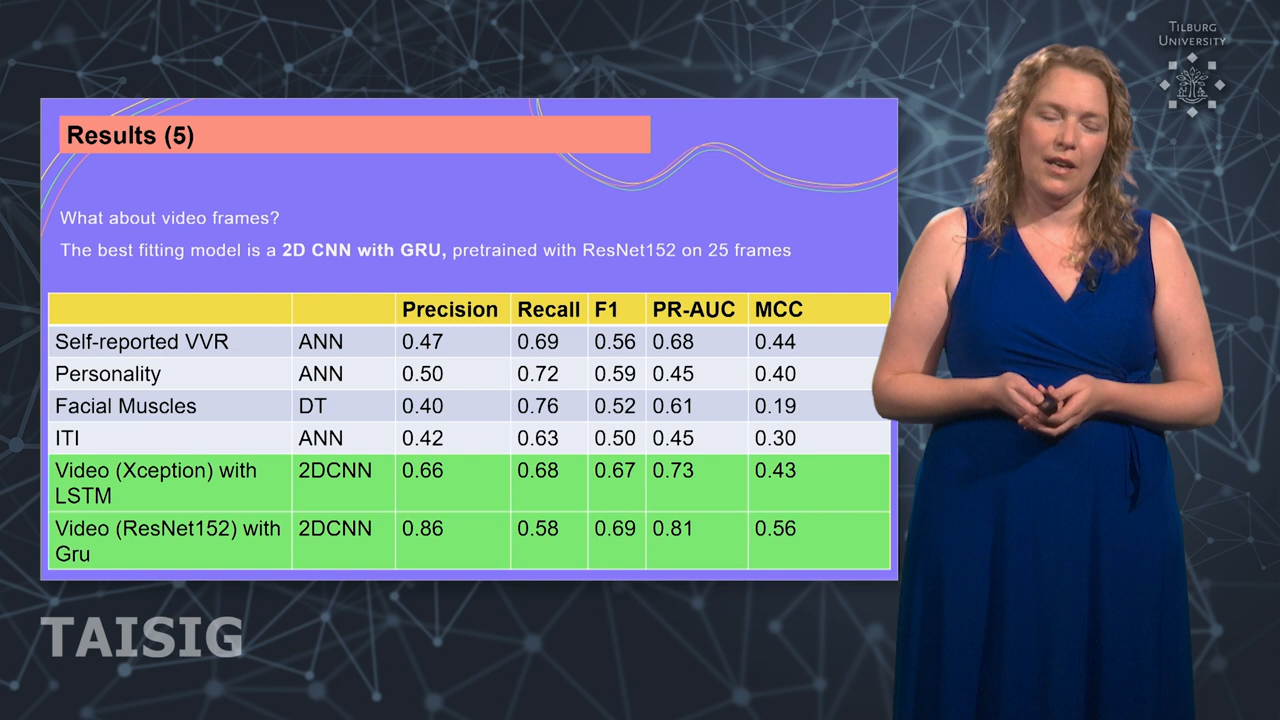 TILBURG
UNIVERSITY
Results (5)
What about video frames?
The best fitting model is a 2D CNN with GRU, pretrained with ResNet152 on 25 frames
Precision Recall F1 PR-AUC MCC
Self-reported VVR ANN 0.47 0.69 0.56 0.68 0.44
Personality ANN 0.50 0.72 0.59 0.45 0.40
Facial Muscles DT 0.40 0.76 0.52 0.61 0.19
ITI ANN 0.42 0.63 0.50 0.45 0.30
Video (Xception) with 2DCNN 0.66 0.68 0.67 0.73 0.43
LSTM
Video (ResNet152) with 2DCNN 0.86 0.58 0.69 0.81 0.56
Gru
TAISIG